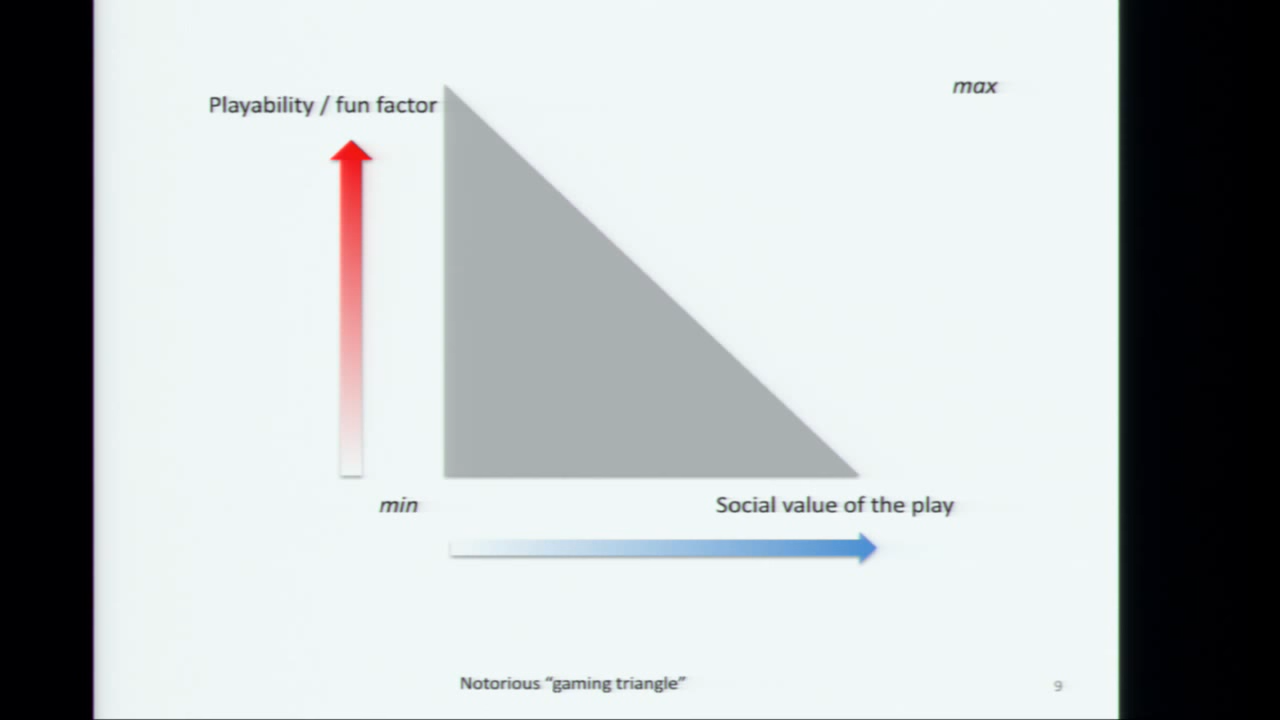 max
Playability / fun factor
min
Social value of the play
Notorious “gaming triangle”
9